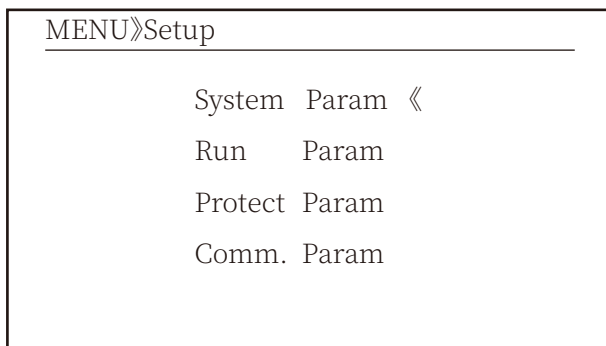 MENU》Setup
System Param 《
Run Param
Protect Param
Comm. Param